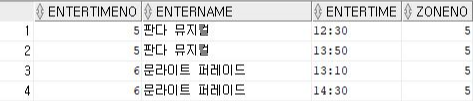 ENTERTIMENO ENTERNAME ENTERTIME ZONENO
1 5 판다 뮤지컬 12:30 5
2 5 판다 뮤지컬 13:50 5
3 6 문라이트 퍼레이드 13:10 5
4 6 문라이트 퍼레이드 14:30 5